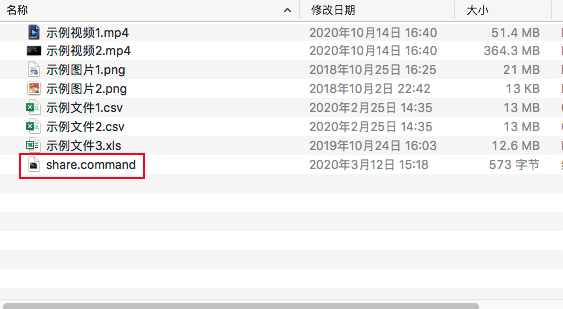 名称 修改日期 大小
示例视频1.mp4 2020年10月14日 16:40 51.4 MB
示例视频2.mp4 2020年10月14日 16:40 364.3 MB
示例图片1.png 2018年10月25日 16:25 21 MB
示例图片2.png 2018年10月2日 22:42 13 KB
示例文件1.csv 2020年2月25日 14:35 13 MB
示例文件2.csv 2020年2月25日 14:35 13 MB
示例文件3.xls 2019年10月24日 16:03 12.6 MB
share.command 2020年3月12日 15:18 573 字节